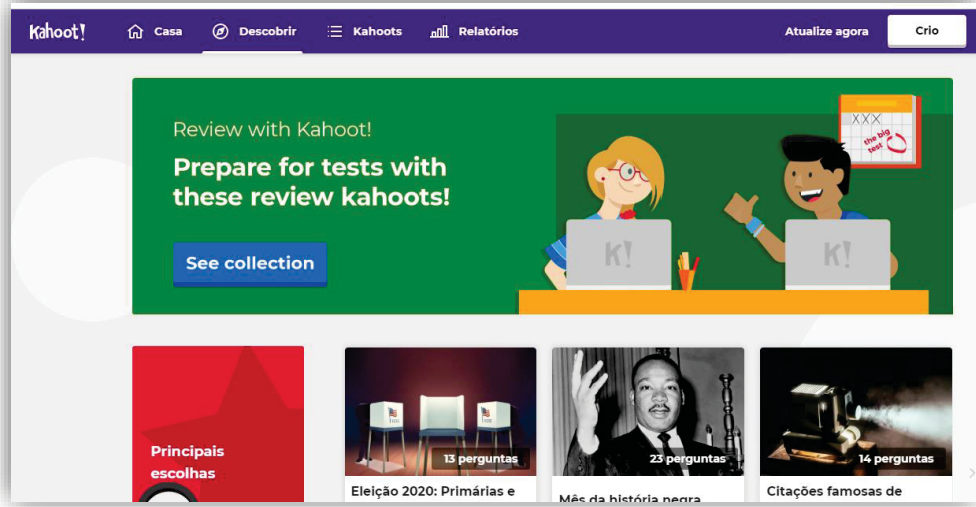 Kahoot!
Casa
Descobrir
Kahoots
Relatórios
Atualize agora
Crio
Review with Kahoot!
Prepare for tests with
these review kahoots!
See collection
XXX
the big
test
K!
K!
Principais
escolhas
13 perguntas
Eleição 2020: Primárias e
23 perguntas
Mês da história negra
14 perguntas
Citações famosas de